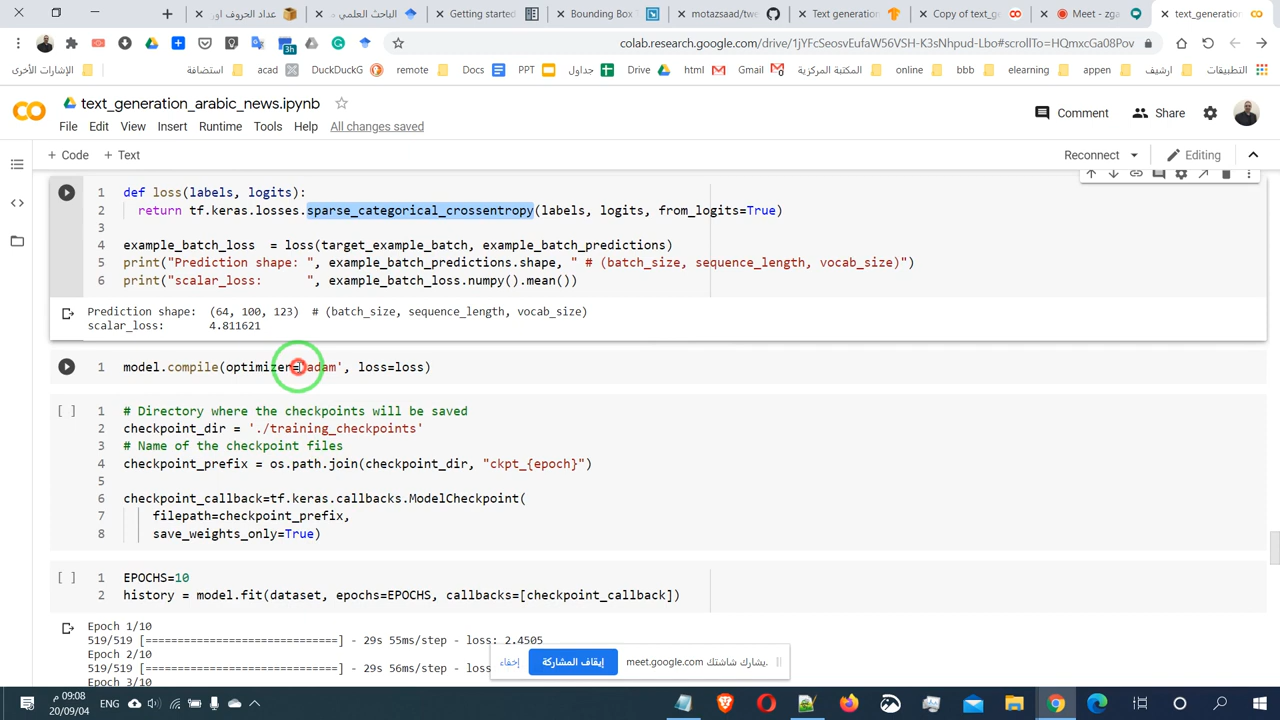 عداد الحروف اور
الباحث العلمي من
Getting started
Bounding Box
motazsaad/twe
Text generation
Copy of text_g
Meet - zga
text_generation
colab.research.google.com/drive/1jYFcSeosvEufaW56VSH-K3sNhpud-Lbo#scrollTo=HQmxcGa08Pov
3h
الإشارات الأخرى
استضافة
acad
DuckDuckG
remote
Docs
PPT
جداول
Drive
html
Gmail
المكتبة المركزية
online
bbb
elearning
appen
ارشيف
التطبيقات
text_generation_arabic_news.ipynb
Comment
Share
File Edit View Insert Runtime Tools Help All changes saved
+ Code + Text
Reconnect
Editing
1 def loss(labels, logits):
2 return tf.keras.losses.sparse_categorical_crossentropy(labels, logits, from_logits=True)
3
4 example_batch_loss  = loss(target_example_batch, example_batch_predictions)
5 print("Prediction shape: ", example_batch_predictions.shape, " # (batch_size, sequence_length, vocab_size)")
6 print("scalar_loss:      ", example_batch_loss.numpy().mean())
Prediction shape:  (64, 100, 123)  # (batch_size, sequence_length, vocab_size)
scalar_loss:       4.811621
1 model.compile(optimizer='adam', loss=loss)
[ ] 1 # Directory where the checkpoints will be saved
2 checkpoint_dir = './training_checkpoints'
3 # Name of the checkpoint files
4 checkpoint_prefix = os.path.join(checkpoint_dir, "ckpt_{epoch}")
5
6 checkpoint_callback=tf.keras.callbacks.ModelCheckpoint(
7 filepath=checkpoint_prefix,
8 save_weights_only=True)
[ ] 1 EPOCHS=10
2 history = model.fit(dataset, epochs=EPOCHS, callbacks=[checkpoint_callback])
Epoch 1/10
519/519 [==============================] - 29s 55ms/step - loss: 2.4505
Epoch 2/10
519/519 [==============================] - 29s 56ms/step - loss
Epoch 3/10
إخفاء
إيقاف المشاركة
meet.google.com يشارك شاشتك.
ENG
09:08 م
20/09/04